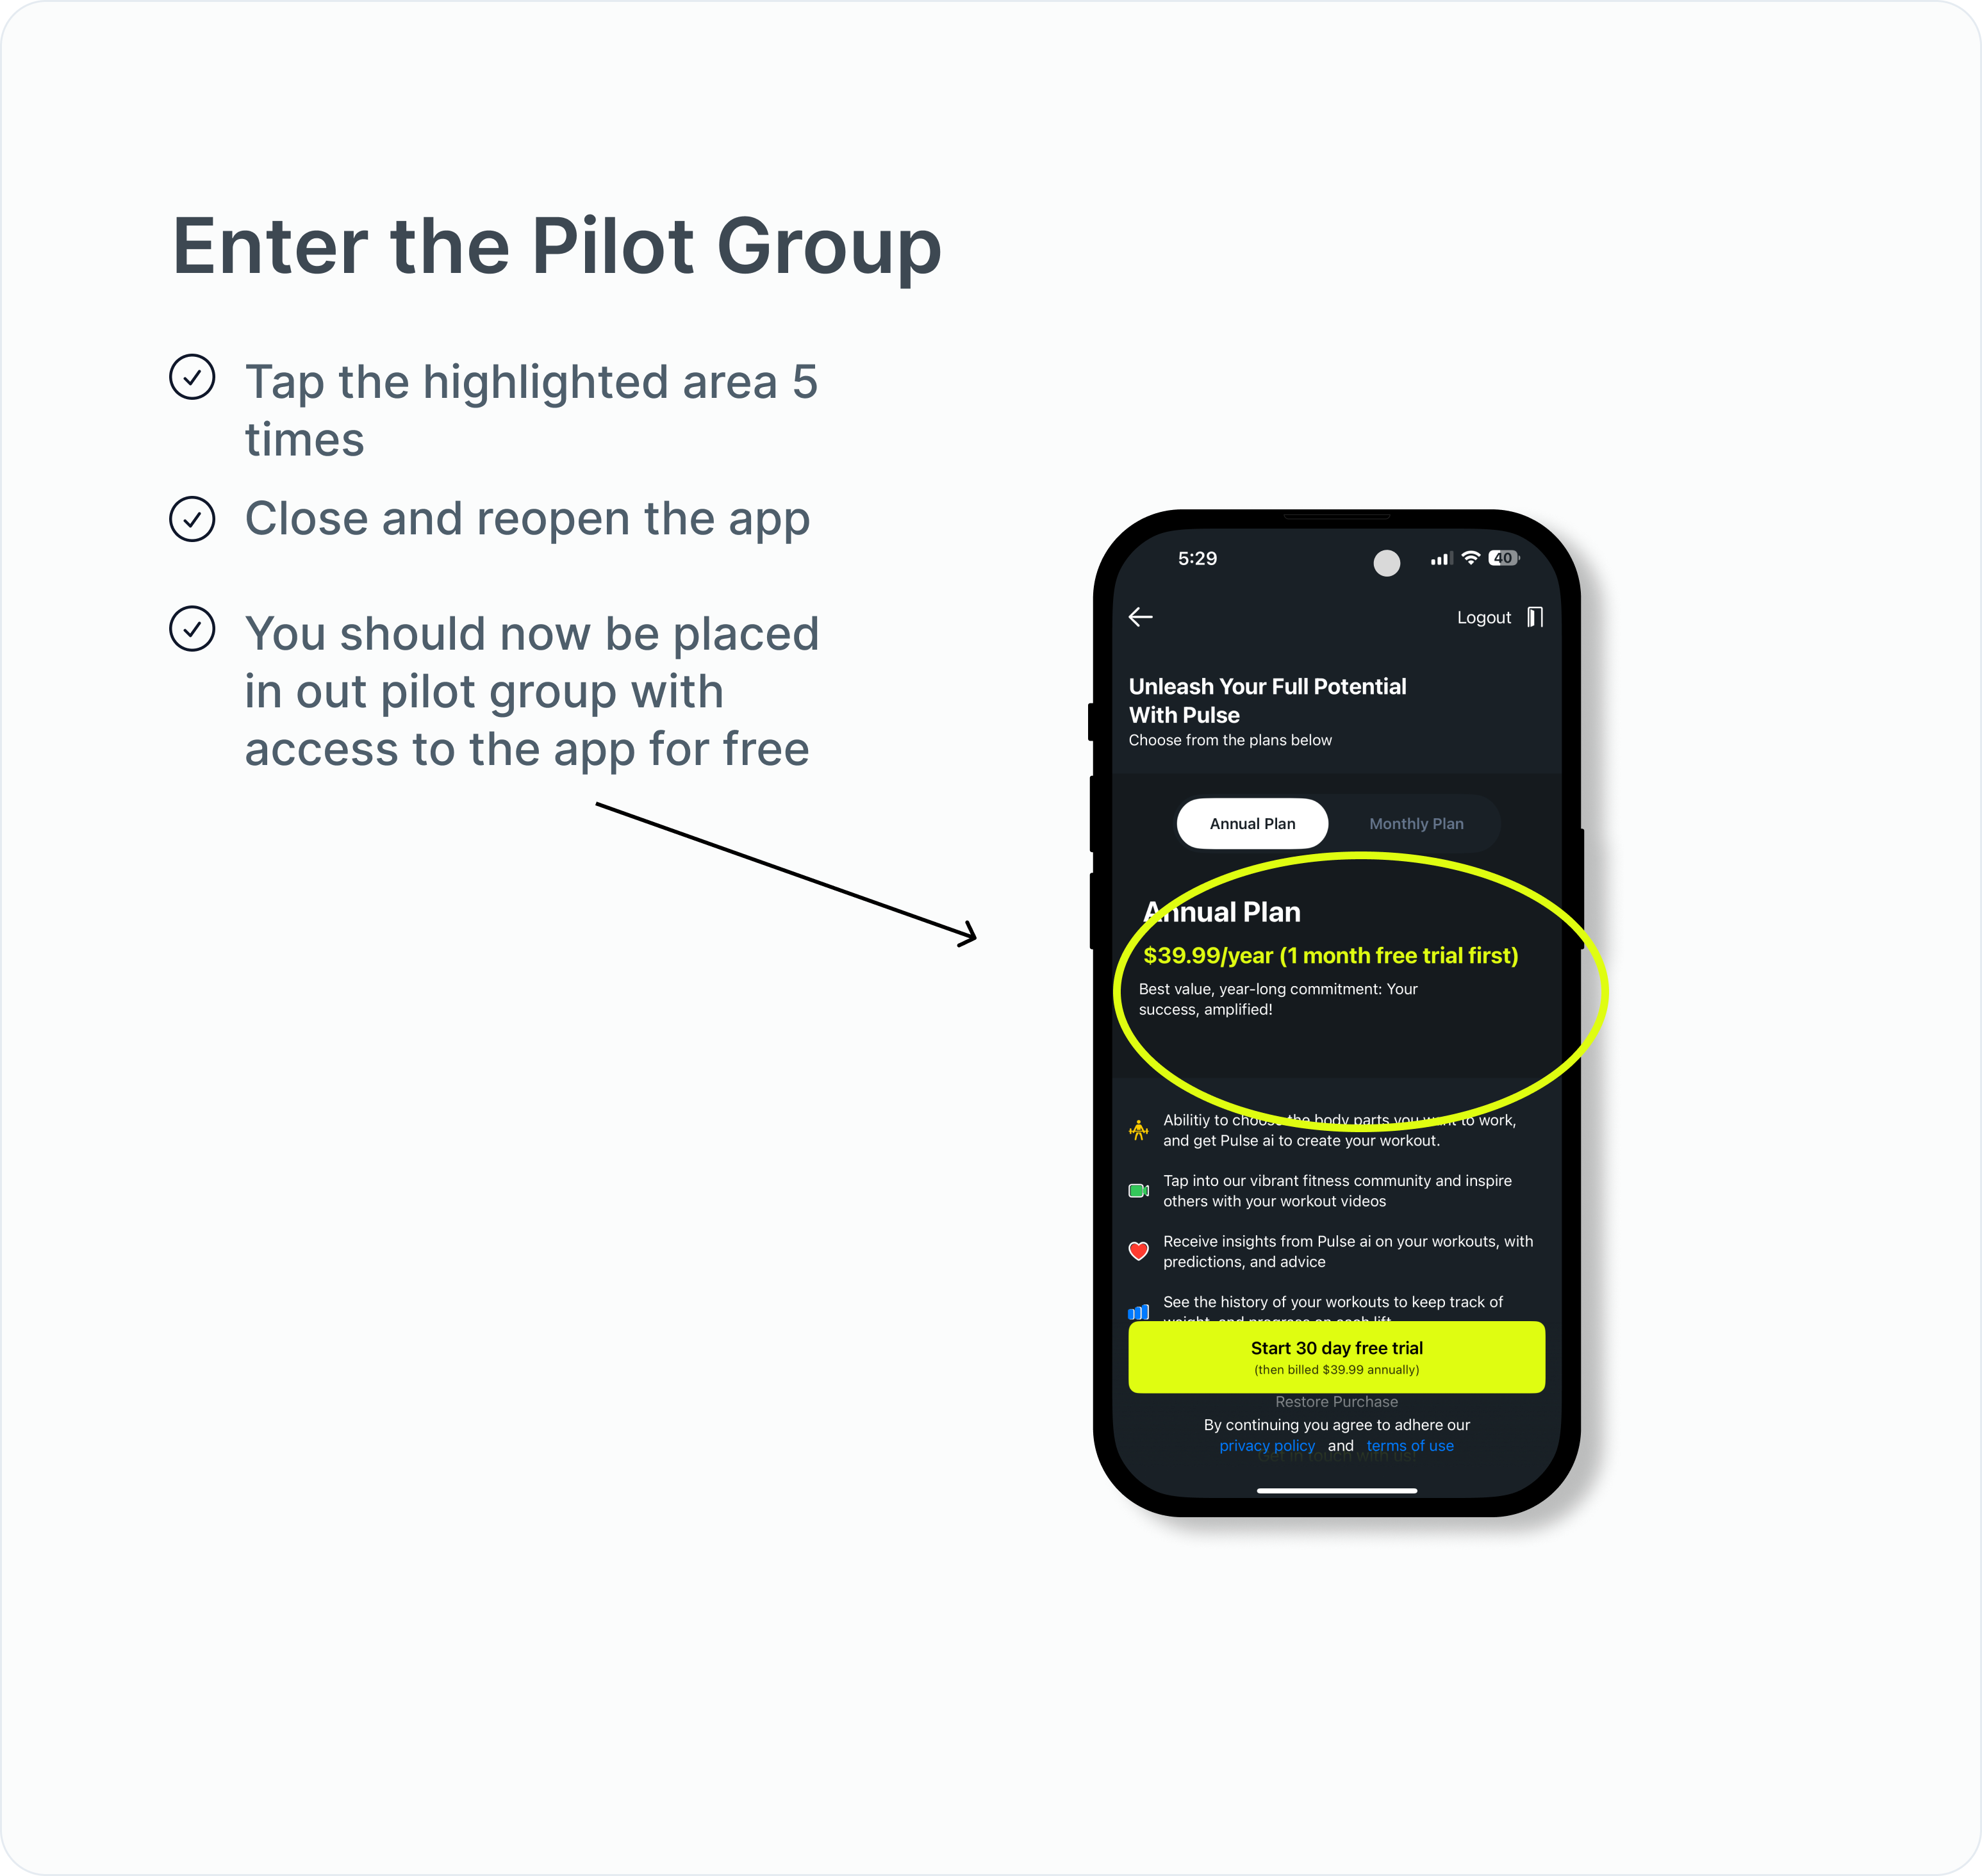 Enter the Pilot Group
Tap the highlighted area 5
times
Close and reopen the app
You should now be placed
in out pilot group with
access to the app for free
5:29
40
Logout
Unleash Your Full Potential
With Pulse
Choose from the plans below
Annual Plan
Monthly Plan
Annual Plan
$39.99/year (1 month free trial first)
Best value, year-long commitment: Your
success, amplified!
Abilitiy to choose the body parts you want to work,
and get Pulse ai to create your workout.
Tap into our vibrant fitness community and inspire
others with your workout videos
Receive insights from Pulse ai on your workouts, with
predictions, and advice
See the history of your workouts to keep track of
weight, and progress on each lift
Start 30 day free trial
(then billed $39.99 annually)
Restore Purchase
By continuing you agree to adhere our
privacy policy and terms of use
Get in touch with us!